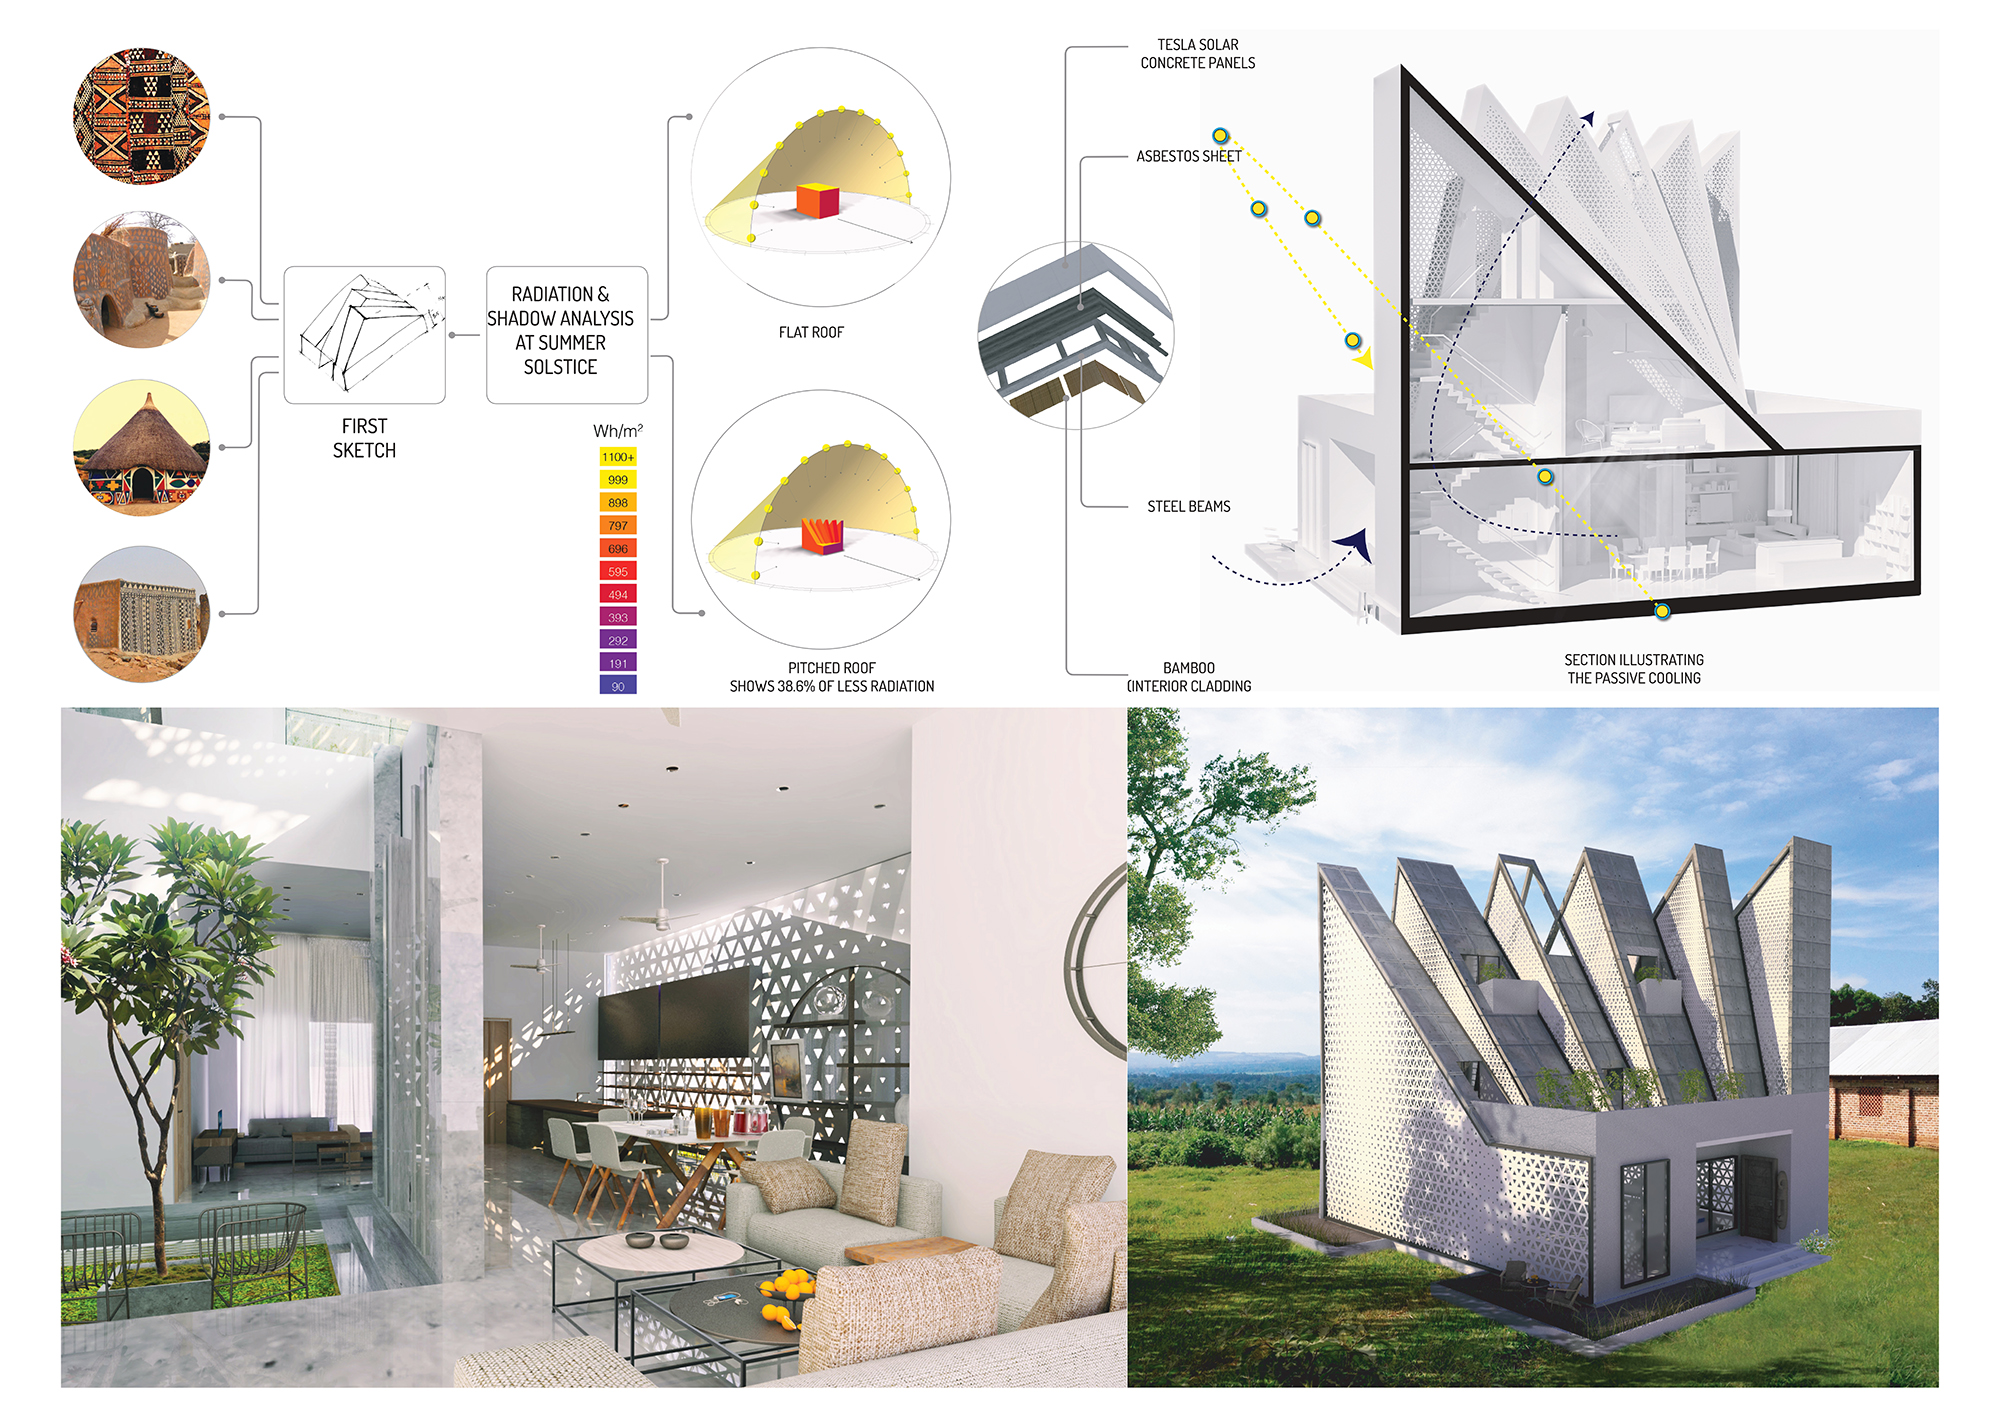 FIRST
SKETCH
RADIATION &
SHADOW ANALYSIS
AT SUMMER
SOLSTICE
Wh/m²
1100+
999
898
797
696
595
494
393
292
191
90
FLAT ROOF
PITCHED ROOF
SHOWS 38.6% OF LESS RADIATION
TESLA SOLAR
CONCRETE PANELS
ASBESTOS SHEET
STEEL BEAMS
BAMBOO
(INTERIOR CLADDING
SECTION ILLUSTRATING
THE PASSIVE COOLING